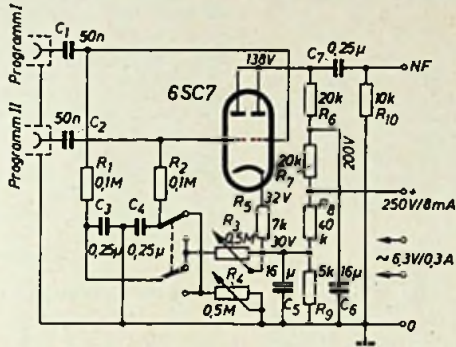 Programm I
C1
50n
Programm II
50n
C2
6SC7
138V
C7
0,25µ
NF
20k
R6
10k
R10
200V
20k
R7
+
250V/8mA
R1
0,1M
R2
0,1M
C3
0,25µ
C4
0,25µ
R5
32V
7k
30V
R3
0,5M
R8
40
k
R4
0,5M
16
µ
C5
5k
R9
16µ
C6
~ 6,3V/0,3A
0